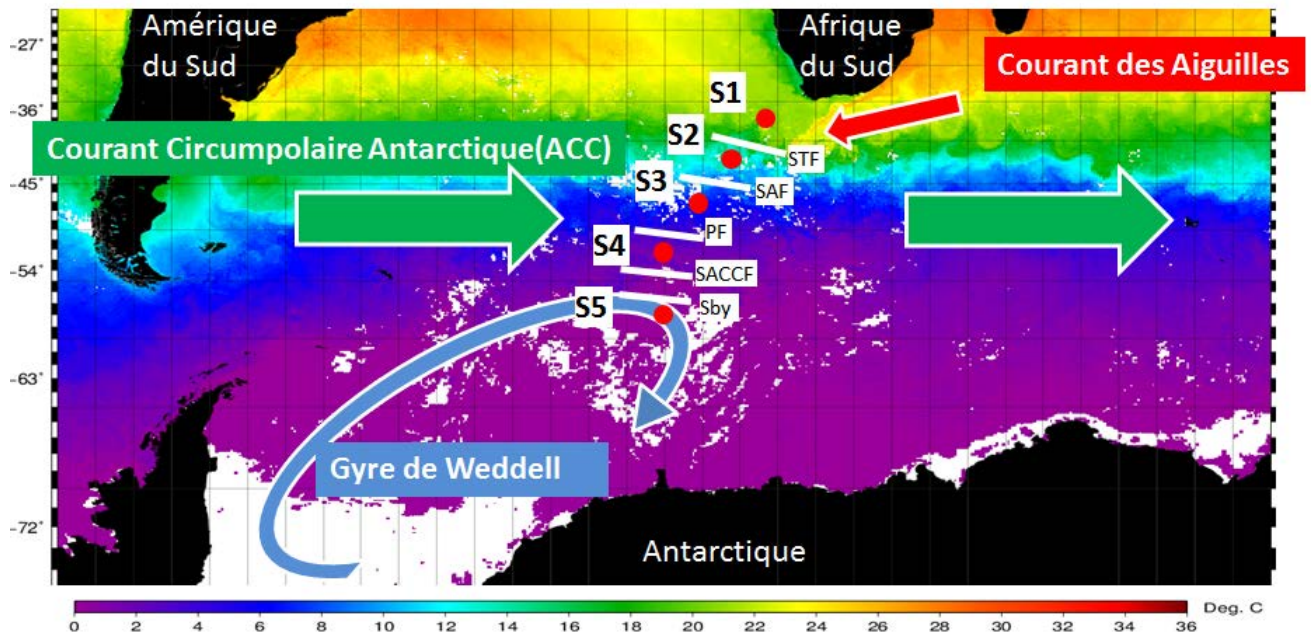 Amérique
du Sud
Afrique
du Sud
Courant des Aiguilles
-27°
-36°
-45°
-54°
-63°
-72°
S1
S2
STF
Courant Circumpolaire Antarctique(ACC)
S3
SAF
PF
S4
SACCF
S5
Sby
Gyre de Weddell
Antarctique
Deg. C
0 2 4 6 8 10 12 14 16 18 20 22 24 26 28 30 32 34 36